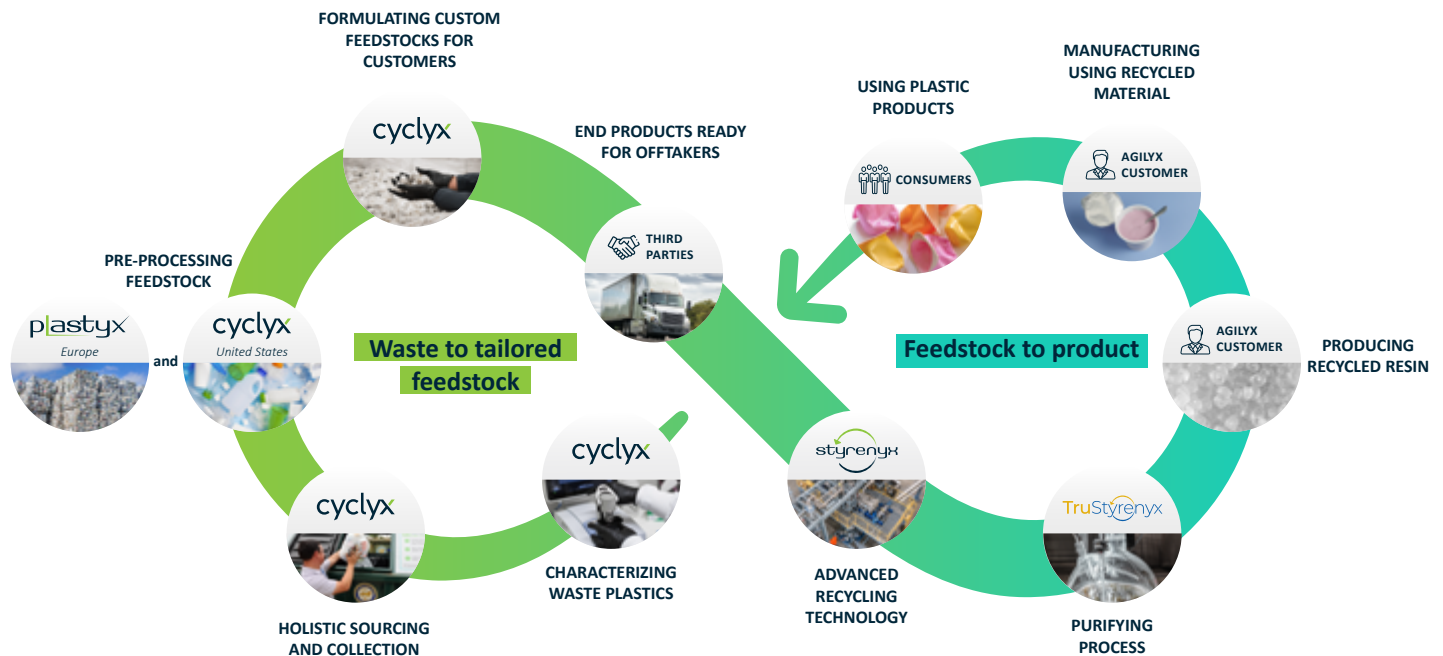 FORMULATING CUSTOM
FEEDSTOCKS FOR
CUSTOMERS
cyclyx
END PRODUCTS READY
FOR OFFTAKERS
THIRD
PARTIES
PRE-PROCESSING
FEEDSTOCK
plastyx
Europe
and
cyclyx
United States
Waste to tailored
feedstock
cyclyx
HOLISTIC SOURCING
AND COLLECTION
cyclyx
CHARACTERIZING
WASTE PLASTICS
USING PLASTIC
PRODUCTS
CONSUMERS
MANUFACTURING
USING RECYCLED
MATERIAL
AGILYX
CUSTOMER
Feedstock to product
AGILYX
CUSTOMER
PRODUCING
RECYCLED RESIN
styrenyx
ADVANCED
RECYCLING
TECHNOLOGY
TruStyrenyx
PURIFYING
PROCESS